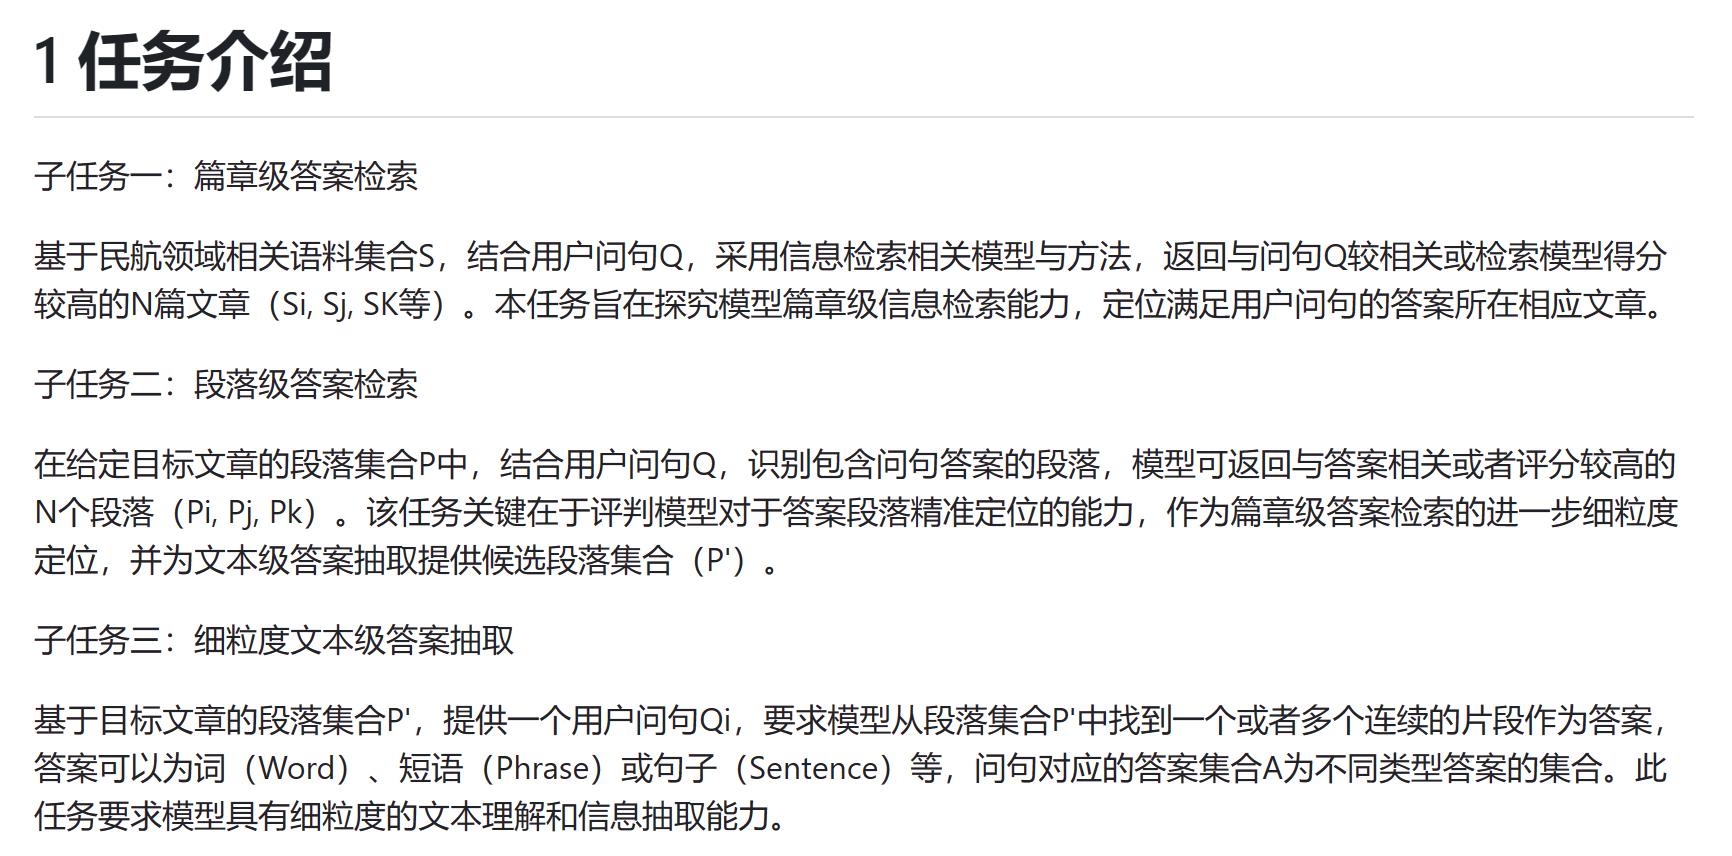 1 任务介绍
子任务一：篇章级答案检索
基于民航领域相关语料集合S，结合用户问句Q，采用信息检索相关模型与方法，返回与问句Q较相关或检索模型得分
较高的N篇文章（Si, Sj, SK等）。本任务旨在探究模型篇章级信息检索能力，定位满足用户问句的答案所在相应文章。
子任务二：段落级答案检索
在给定目标文章的段落集合P中，结合用户问句Q，识别包含问句答案的段落，模型可返回与答案相关或者评分较高的
N个段落（Pi, Pj, Pk）。该任务关键在于评判模型对于答案段落精准定位的能力，作为篇章级答案检索的进一步细粒度
定位，并为文本级答案抽取提供候选段落集合（P'）。
子任务三：细粒度文本级答案抽取
基于目标文章的段落集合P'，提供一个用户问句Qi，要求模型从段落集合P'中找到一个或者多个连续的片段作为答案，
答案可以为词（Word）、短语（Phrase）或句子（Sentence）等，问句对应的答案集合A为不同类型答案的集合。此
任务要求模型具有细粒度的文本理解和信息抽取能力。